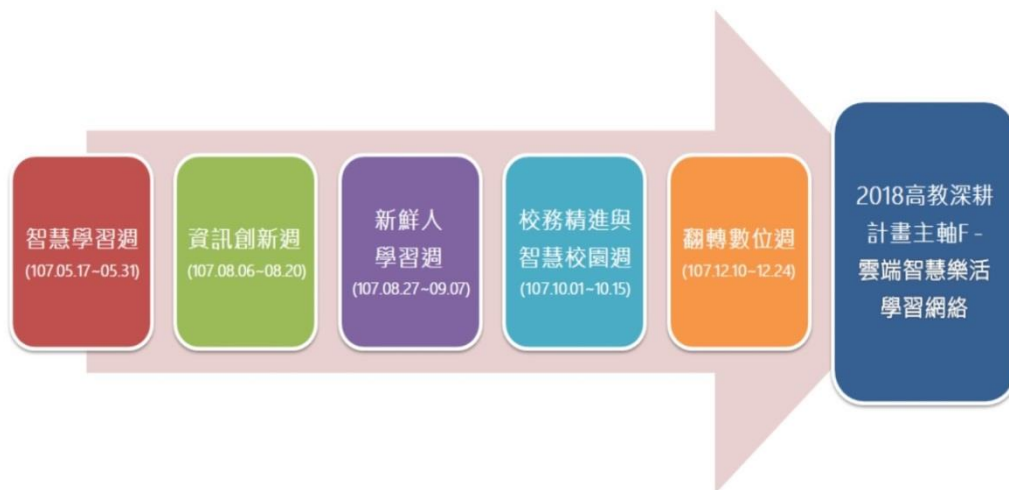 智慧學習週
(107.05.17~05.31)
資訊創新週
(107.08.06~08.20)
新鮮人
學習週
(107.08.27~09.07)
校務精進與
智慧校園週
(107.10.01~10.15)
翻轉數位週
(107.12.10~12.24)
2018高教深耕
計畫主軸F -
雲端智慧樂活
學習網絡